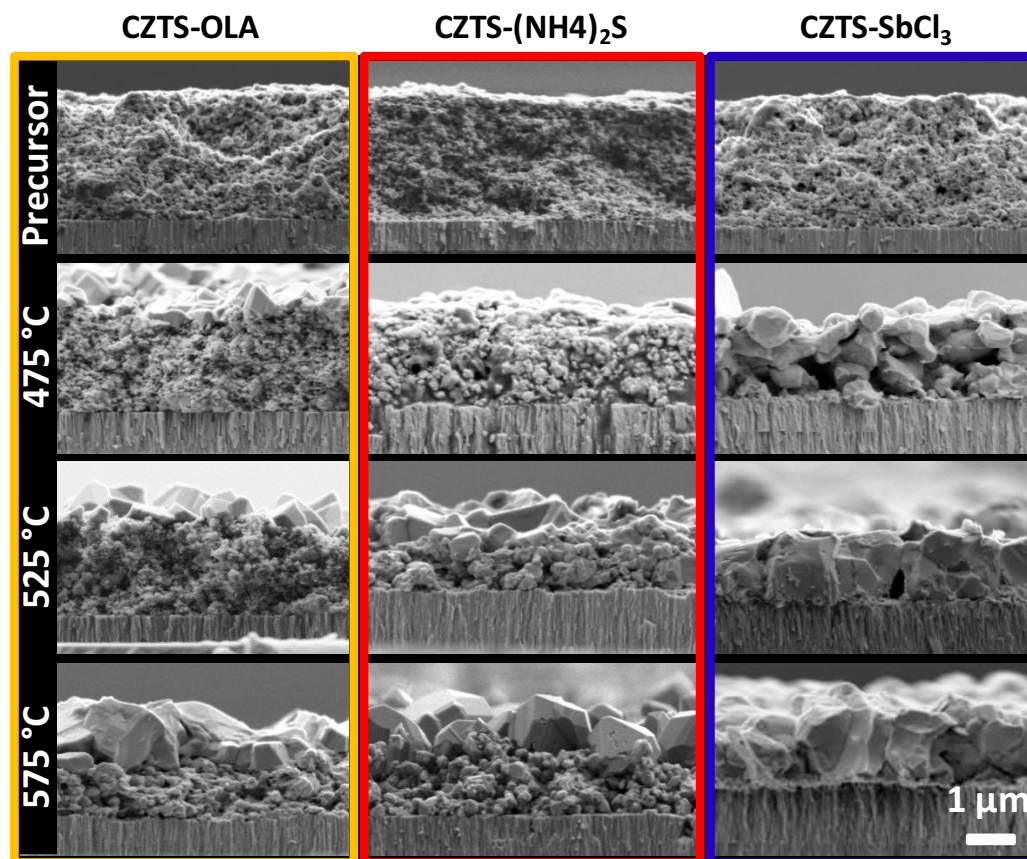 CZTS-OLA
CZTS-(NH4)₂S
CZTS-SbCl₃
Precursor
475 °C
525 °C
575 °C
1 µm